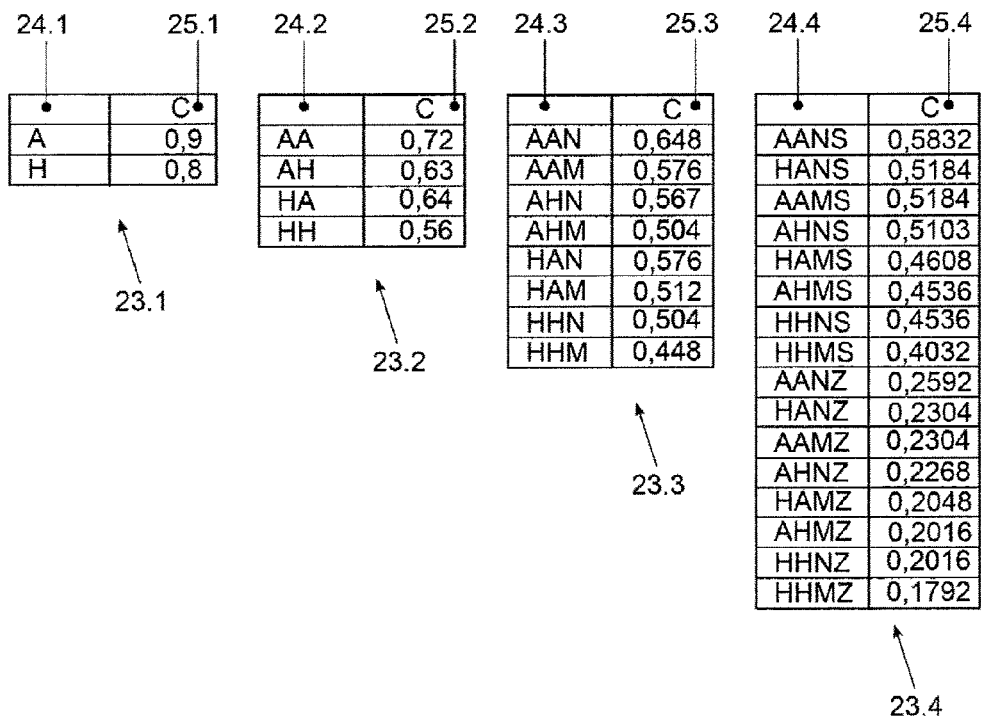 24.1 25.1 24.2 25.2 24.3 25.3 24.4 25.4
C
A 0,9
H 0,8
23.1
C
AA 0,72
AH 0,63
HA 0,64
HH 0,56
23.2
C
AAN 0,648
AAM 0,576
AHN 0,567
AHM 0,504
HAN 0,576
HAM 0,512
HHN 0,504
HHM 0,448
23.3
C
AANS 0,5832
HANS 0,5184
AAMS 0,5184
AHNS 0,5103
HAMS 0,4608
AHMS 0,4536
HHNS 0,4536
HHMS 0,4032
AANZ 0,2592
HANZ 0,2304
AAMZ 0,2304
AHNZ 0,2268
HAMZ 0,2048
AHMZ 0,2016
HHNZ 0,2016
HHMZ 0,1792
23.4